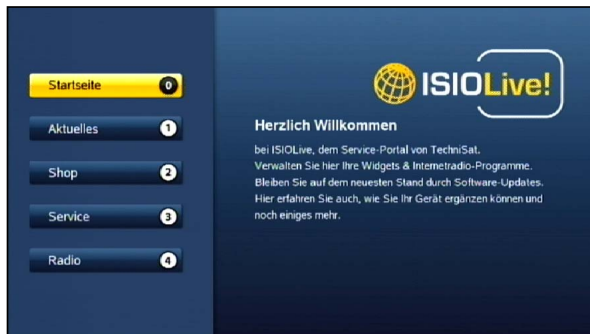 Startseite 0
Aktuelles 1
Shop 2
Service 3
Radio 4
ISIOLive!
Herzlich Willkommen
bei ISIOLive, dem Service-Portal von TechniSat.
Verwalten Sie hier Ihre Widgets & Internetradio-Programme.
Bleiben Sie auf dem neuesten Stand durch Software-Updates.
Hier erfahren Sie auch, wie Sie Ihr Gerät ergänzen können und
noch einiges mehr.